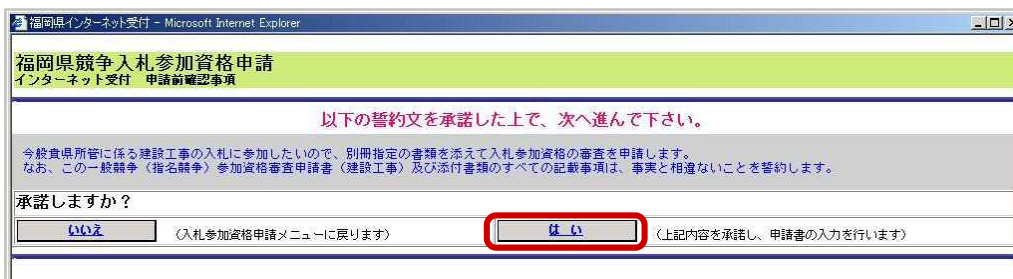 福岡県インターネット受付 - Microsoft Internet Explorer
福岡県競争入札参加資格申請
インターネット受付 申請前確認事項
以下の誓約文を承諾した上で、次へ進んで下さい。
今般貴県所管に係る建設工事の入札に参加したいので、別冊指定の書類を添えて入札参加資格の審査を申請します。
なお、この一般競争（指名競争）参加資格審査申請書（建設工事）及び添付書類のすべての記載事項は、事実と相違ないことを誓約します。
承諾しますか？
いいえ （入札参加資格申請メニューに戻ります） は い （上記内容を承諾し、申請書の入力を行います）